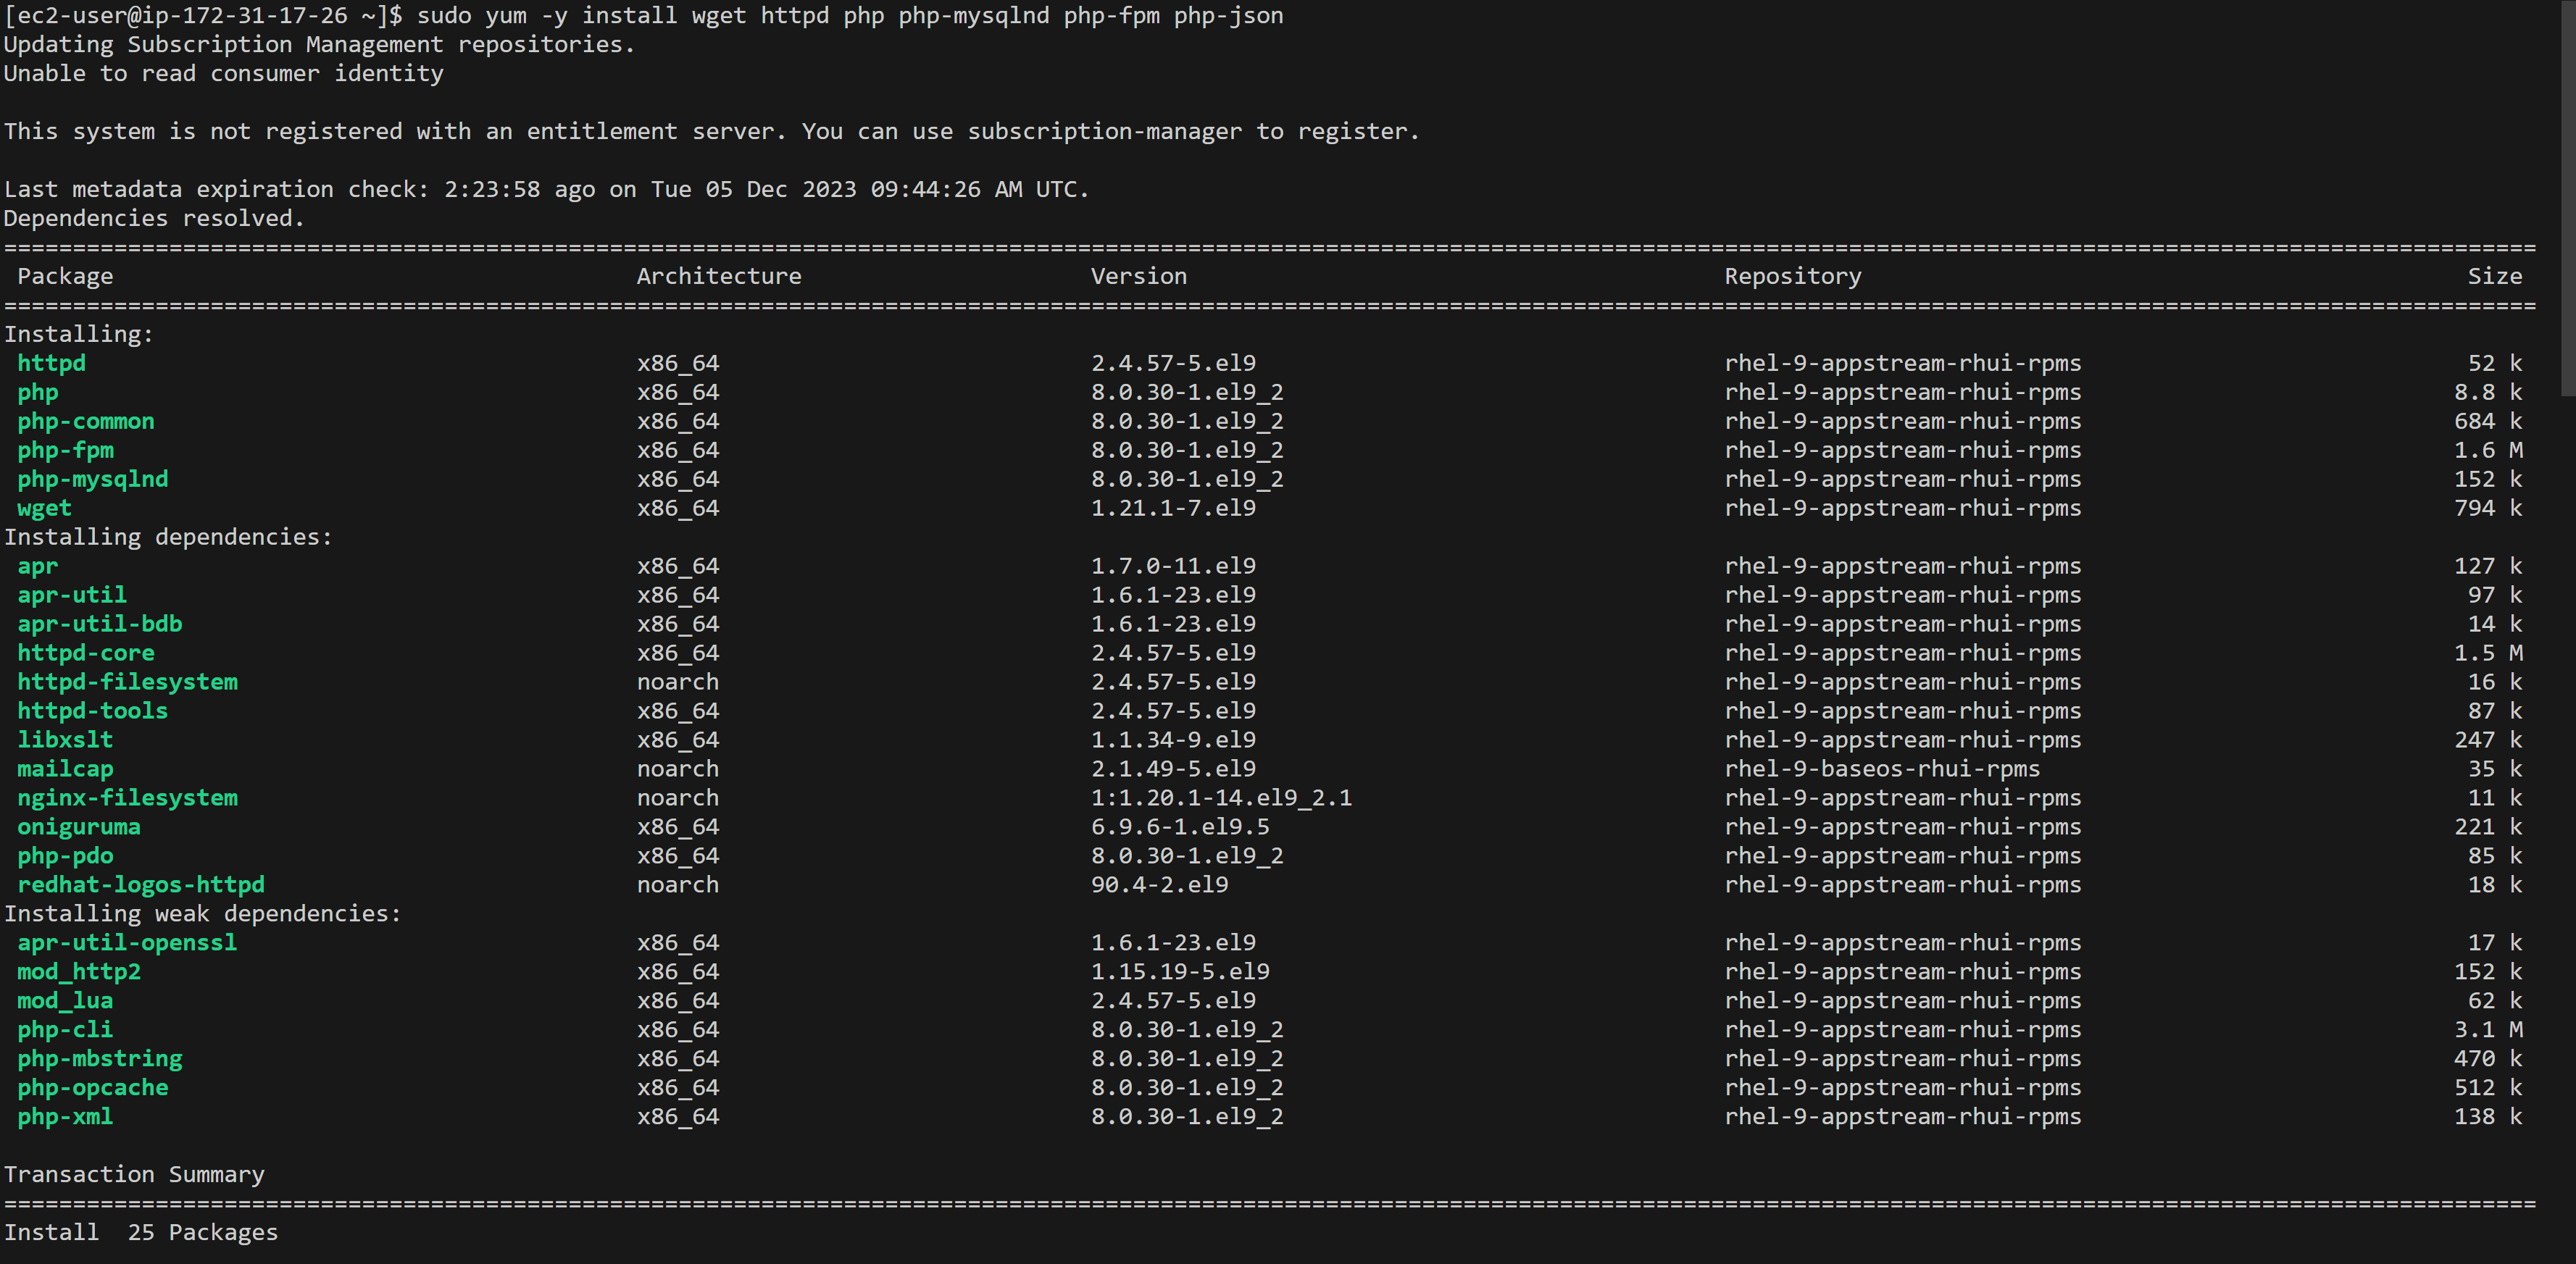 [ec2-user@ip-172-31-17-26 ~]$ sudo yum -y install wget httpd php php-mysqlnd php-fpm php-json
Updating Subscription Management repositories.
Unable to read consumer identity
This system is not registered with an entitlement server. You can use subscription-manager to register.
Last metadata expiration check: 2:23:58 ago on Tue 05 Dec 2023 09:44:26 AM UTC.
Dependencies resolved.
Package Architecture Version Repository Size
Installing:
httpd x86_64 2.4.57-5.el9 rhel-9-appstream-rhui-rpms 52 k
php x86_64 8.0.30-1.el9_2 rhel-9-appstream-rhui-rpms 8.8 k
php-common x86_64 8.0.30-1.el9_2 rhel-9-appstream-rhui-rpms 684 k
php-fpm x86_64 8.0.30-1.el9_2 rhel-9-appstream-rhui-rpms 1.6 M
php-mysqlnd x86_64 8.0.30-1.el9_2 rhel-9-appstream-rhui-rpms 152 k
wget x86_64 1.21.1-7.el9 rhel-9-appstream-rhui-rpms 794 k
Installing dependencies:
apr x86_64 1.7.0-11.el9 rhel-9-appstream-rhui-rpms 127 k
apr-util x86_64 1.6.1-23.el9 rhel-9-appstream-rhui-rpms 97 k
apr-util-bdb x86_64 1.6.1-23.el9 rhel-9-appstream-rhui-rpms 14 k
httpd-core x86_64 2.4.57-5.el9 rhel-9-appstream-rhui-rpms 1.5 M
httpd-filesystem noarch 2.4.57-5.el9 rhel-9-appstream-rhui-rpms 16 k
httpd-tools x86_64 2.4.57-5.el9 rhel-9-appstream-rhui-rpms 87 k
libxslt x86_64 1.1.34-9.el9 rhel-9-appstream-rhui-rpms 247 k
mailcap noarch 2.1.49-5.el9 rhel-9-baseos-rhui-rpms 35 k
nginx-filesystem noarch 1:1.20.1-14.el9_2.1 rhel-9-appstream-rhui-rpms 11 k
oniguruma x86_64 6.9.6-1.el9.5 rhel-9-appstream-rhui-rpms 221 k
php-pdo x86_64 8.0.30-1.el9_2 rhel-9-appstream-rhui-rpms 85 k
redhat-logos-httpd noarch 90.4-2.el9 rhel-9-appstream-rhui-rpms 18 k
Installing weak dependencies:
apr-util-openssl x86_64 1.6.1-23.el9 rhel-9-appstream-rhui-rpms 17 k
mod_http2 x86_64 1.15.19-5.el9 rhel-9-appstream-rhui-rpms 152 k
mod_lua x86_64 2.4.57-5.el9 rhel-9-appstream-rhui-rpms 62 k
php-cli x86_64 8.0.30-1.el9_2 rhel-9-appstream-rhui-rpms 3.1 M
php-mbstring x86_64 8.0.30-1.el9_2 rhel-9-appstream-rhui-rpms 470 k
php-opcache x86_64 8.0.30-1.el9_2 rhel-9-appstream-rhui-rpms 512 k
php-xml x86_64 8.0.30-1.el9_2 rhel-9-appstream-rhui-rpms 138 k
Transaction Summary
Install 25 Packages